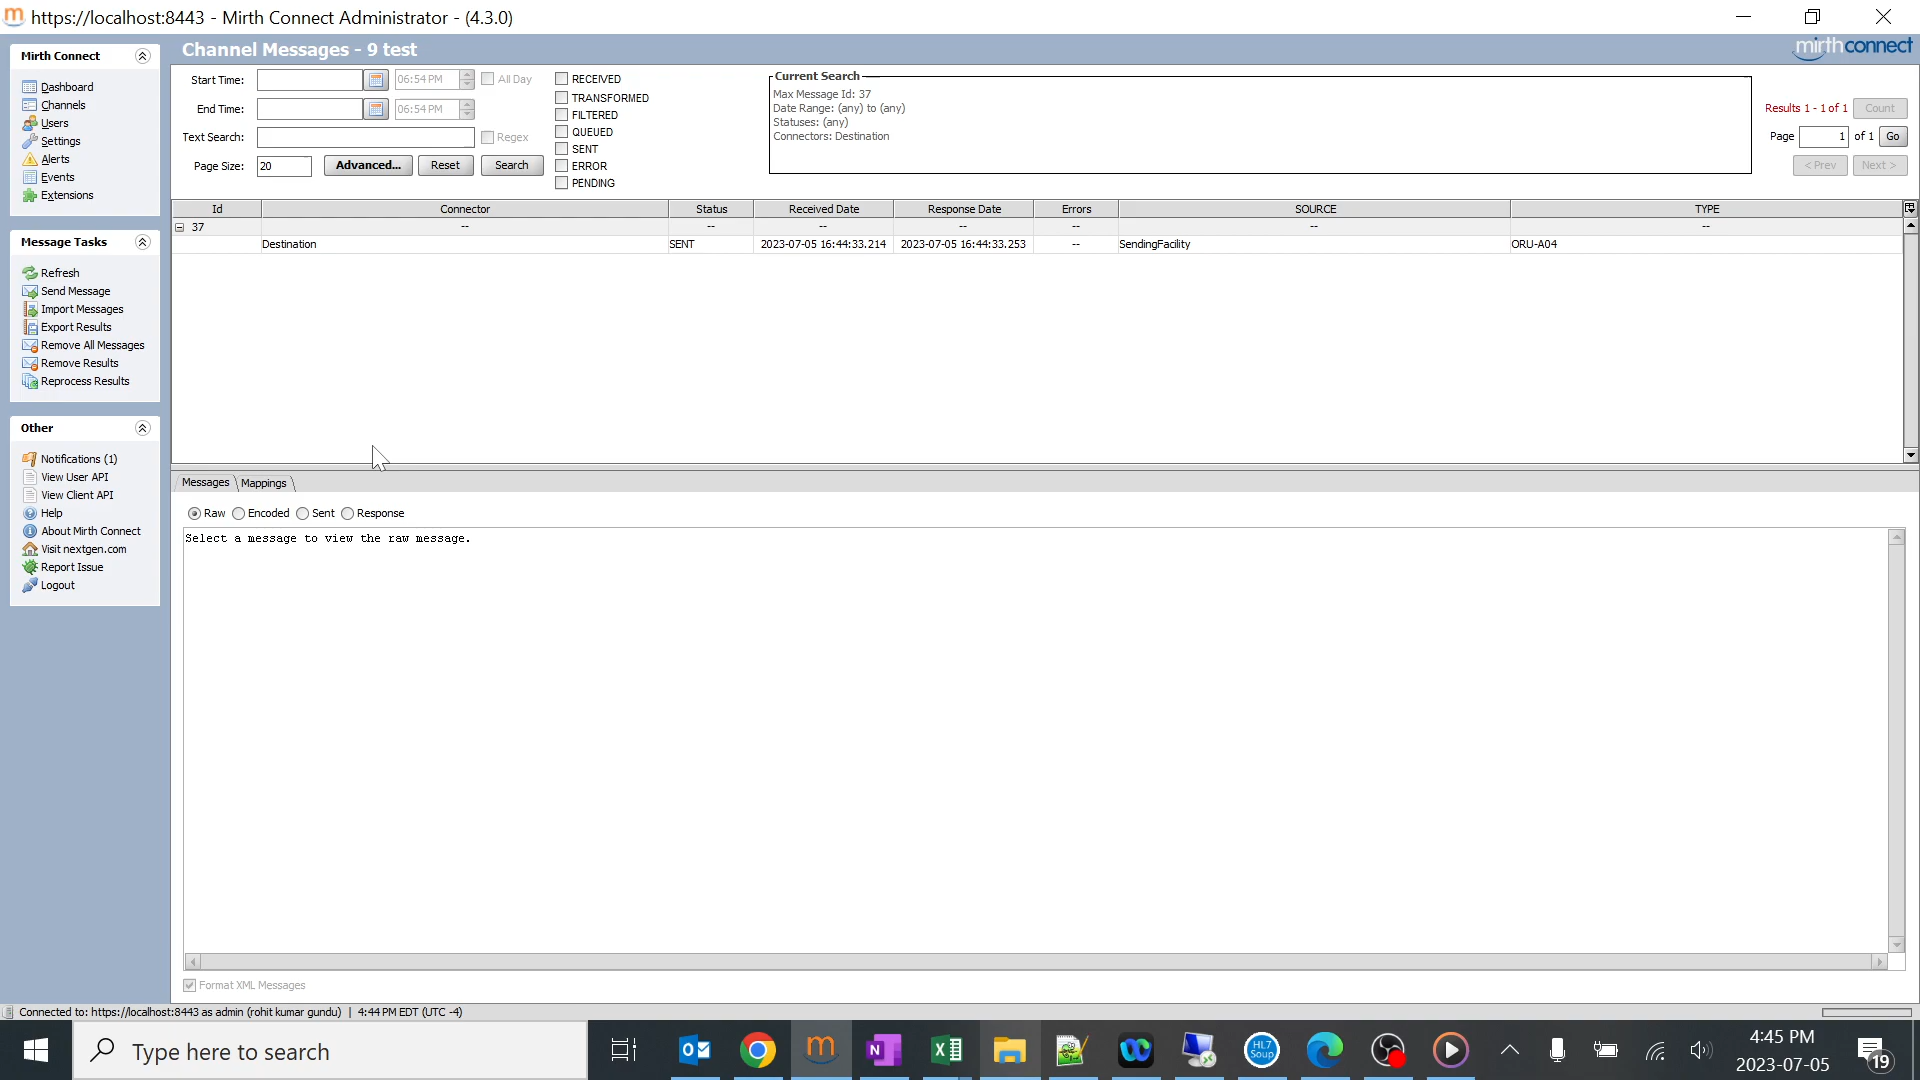 https://localhost:8443 - Mirth Connect Administrator - (4.3.0)
Mirth Connect
Dashboard
Channels
Users
Settings
Alerts
Events
Extensions
Message Tasks
Refresh
Send Message
Import Messages
Export Results
Remove All Messages
Remove Results
Reprocess Results
Other
Notifications (1)
View User API
View Client API
Help
About Mirth Connect
Visit nextgen.com
Report Issue
Logout
Channel Messages - 9 test
mirthconnect
Start Time: 06:54 PM All Day
End Time: 06:54 PM
Text Search: Regex
Page Size: 20 Advanced... Reset Search
RECEIVED
TRANSFORMED
FILTERED
QUEUED
SENT
ERROR
PENDING
Current Search
Max Message Id: 37
Date Range: (any) to (any)
Statuses: (any)
Connectors: Destination
Results 1 - 1 of 1 Count
Page 1 of 1 Go
< Prev Next >
Id Connector Status Received Date Response Date Errors SOURCE TYPE
37 -- -- -- -- -- -- --
Destination SENT 2023-07-05 16:44:33.214 2023-07-05 16:44:33.253 -- SendingFacility ORU-A04
Messages Mappings
Raw Encoded Sent Response
Select a message to view the raw message.
Format XML Messages
Connected to: https://localhost:8443 as admin (rohit kumar gundu) | 4:44 PM EDT (UTC -4)
Type here to search
HL7
Soup
4:45 PM
2023-07-05
19